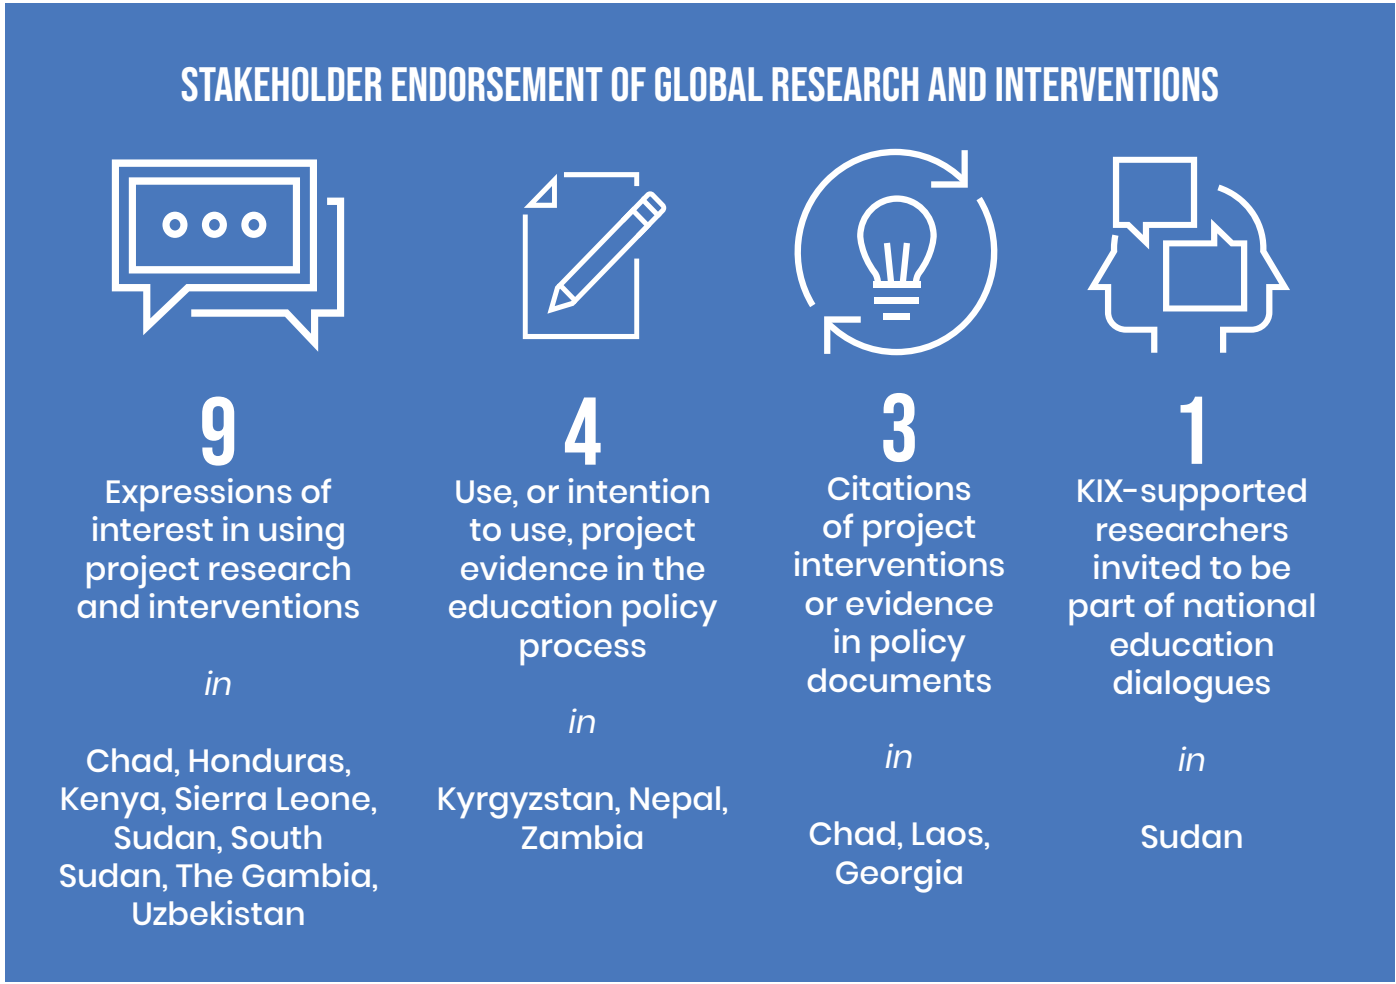 STAKEHOLDER ENDORSEMENT OF GLOBAL RESEARCH AND INTERVENTIONS
9
Expressions of
interest in using
project research
and interventions
in
Chad, Honduras,
Kenya, Sierra Leone,
Sudan, South
Sudan, The Gambia,
Uzbekistan
4
Use, or intention
to use, project
evidence in the
education policy
process
in
Kyrgyzstan, Nepal,
Zambia
3
Citations
of project
interventions
or evidence
in policy
documents
in
Chad, Laos,
Georgia
1
KIX-supported
researchers
invited to be
part of national
education
dialogues
in
Sudan